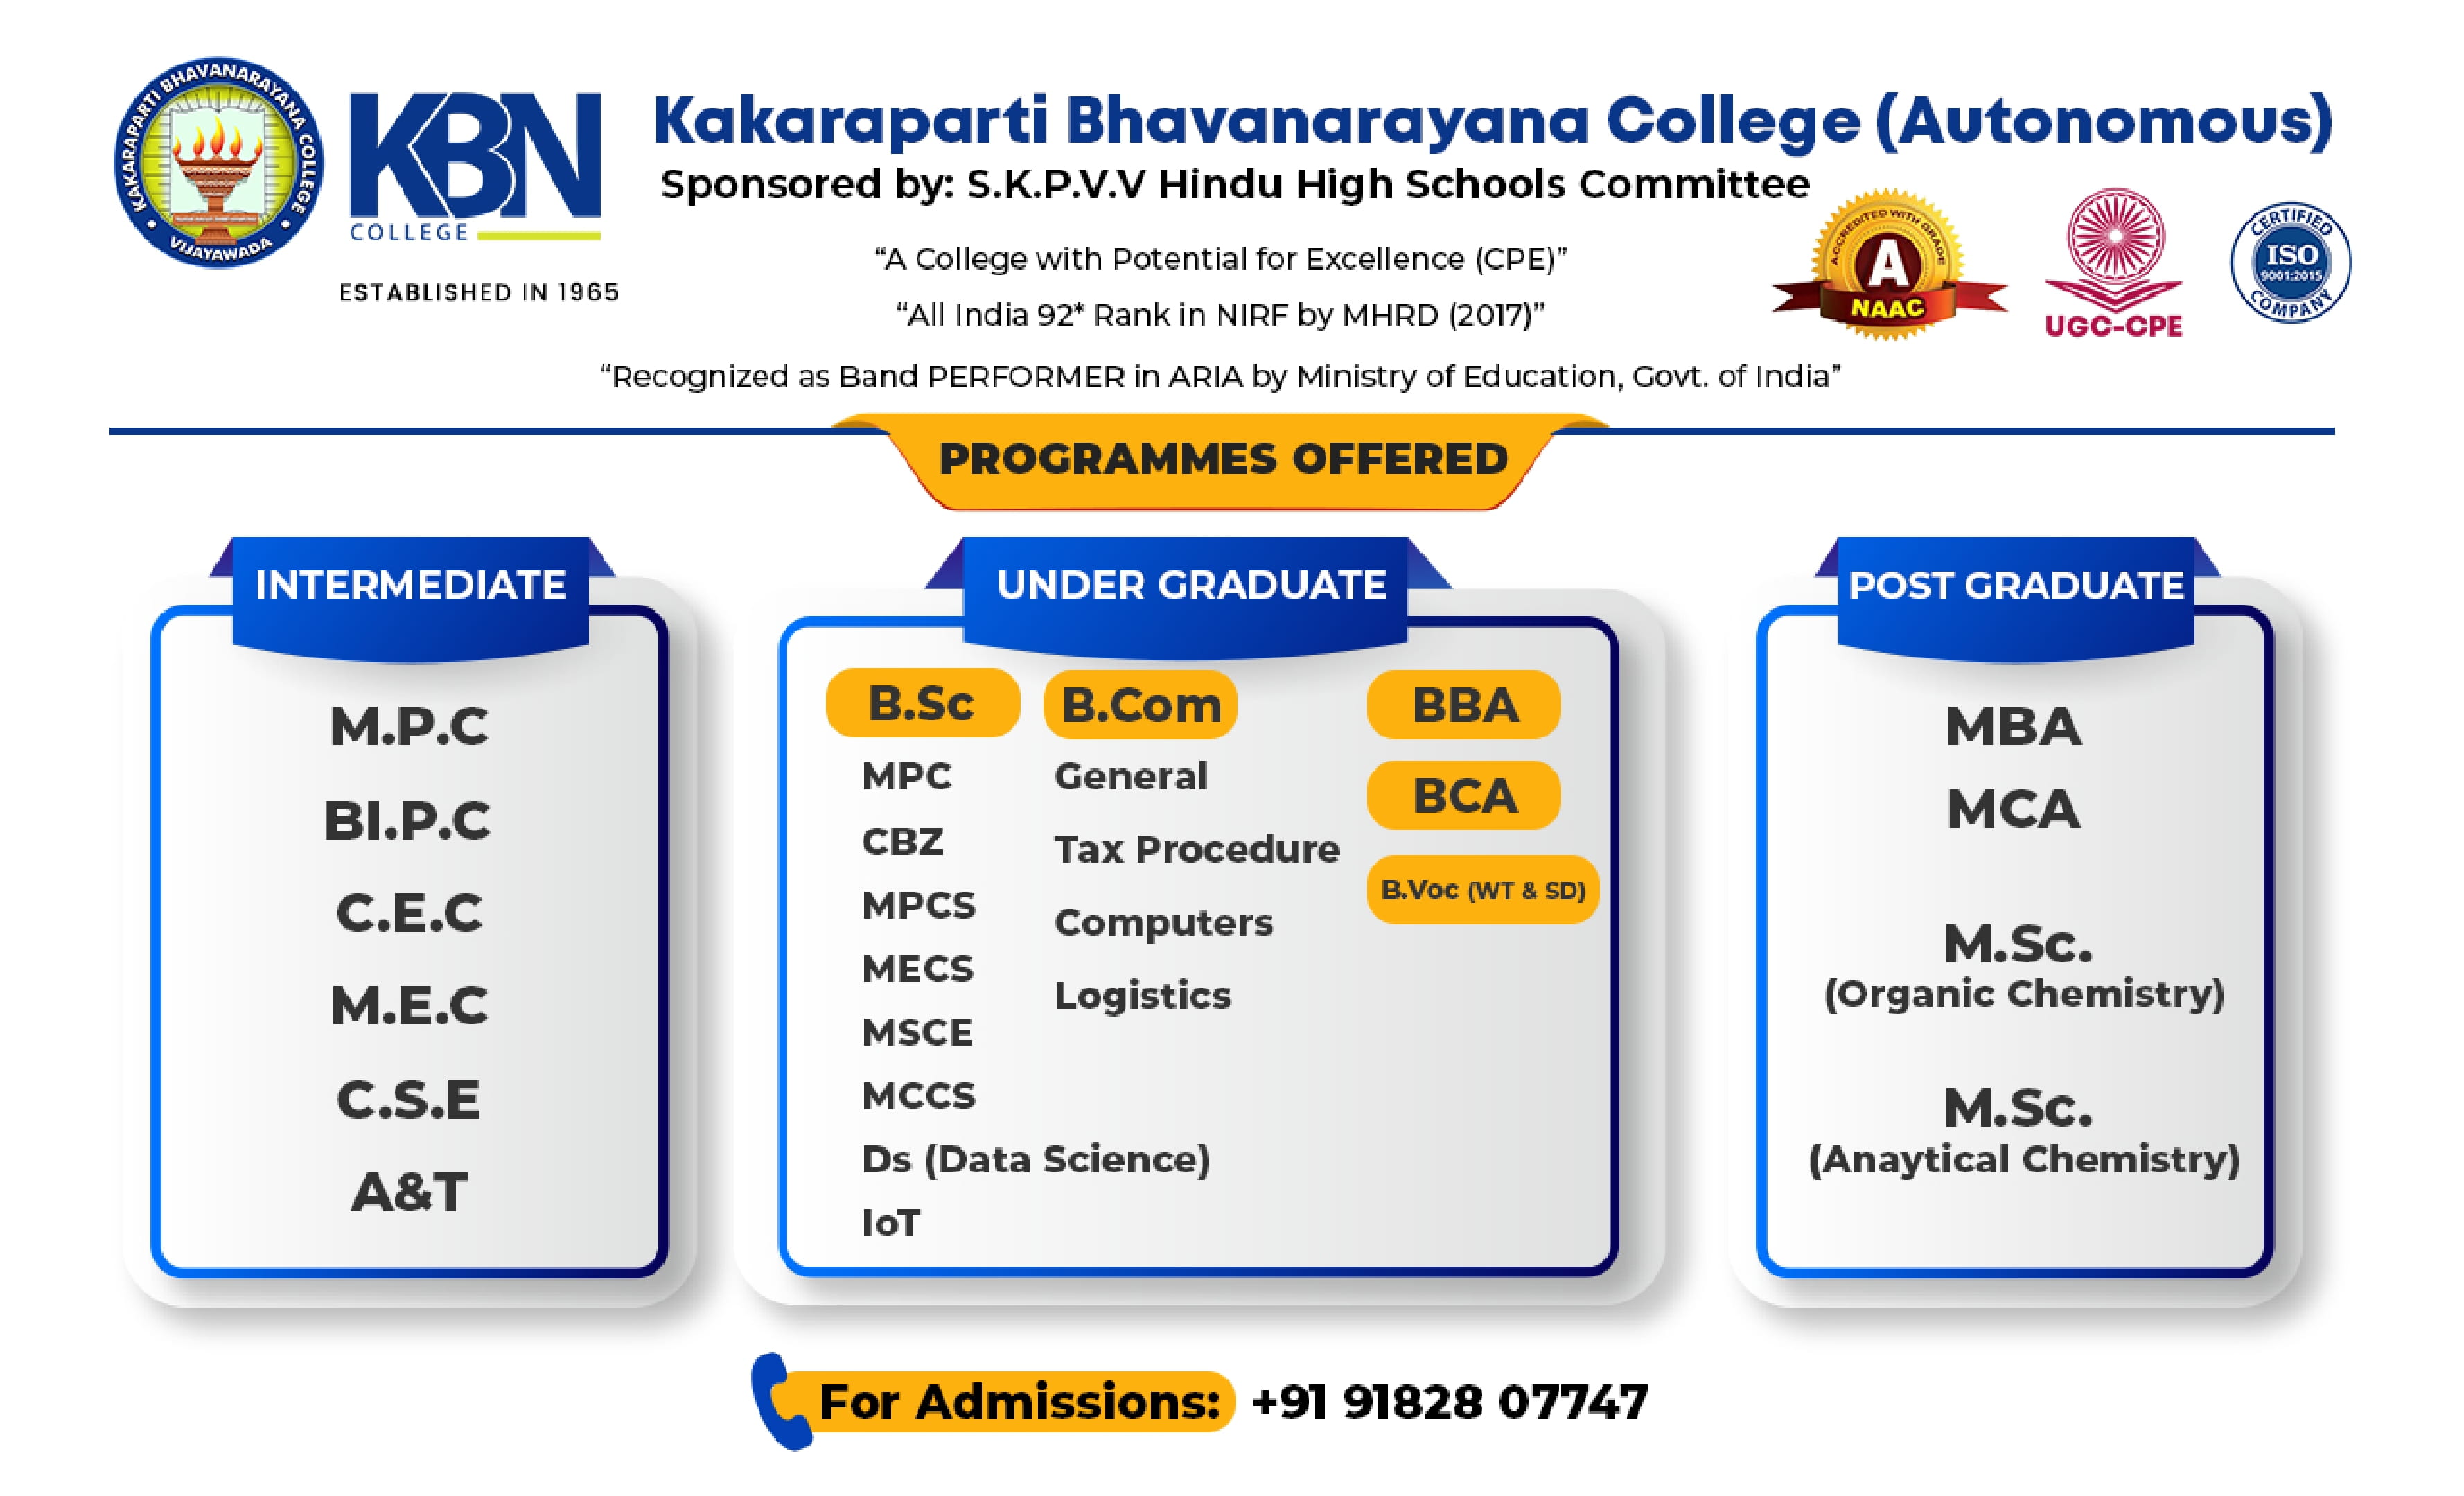 KAKARAPARTI BHAVANARAYANA COLLEGE
VIJAYAWADA
KBN
COLLEGE
ESTABLISHED IN 1965
Kakaraparti Bhavanarayana College (Autonomous)
Sponsored by: S.K.P.V.V Hindu High Schools Committee
“A College with Potential for Excellence (CPE)”
“All India 92* Rank in NIRF by MHRD (2017)”
“Recognized as Band PERFORMER in ARIA by Ministry of Education, Govt. of India”
ACCREDITED WITH GRADE
A
NAAC
UGC-CPE
CERTIFIED
ISO
9001:2015
COMPANY
PROGRAMMES OFFERED
INTERMEDIATE
M.P.C
BI.P.C
C.E.C
M.E.C
C.S.E
A&T
UNDER GRADUATE
B.Sc
MPC
CBZ
MPCS
MECS
MSCE
MCCS
Ds (Data Science)
IoT
B.Com
General
Tax Procedure
Computers
Logistics
BBA
BCA
B.Voc (WT & SD)
POST GRADUATE
MBA
MCA
M.Sc.
(Organic Chemistry)
M.Sc.
(Anaytical Chemistry)
For Admissions: +91 91828 07747